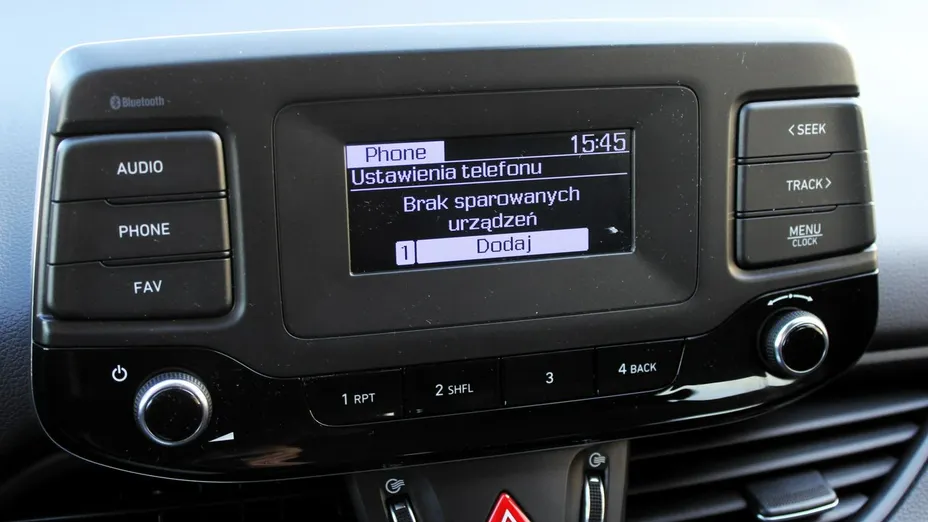 Bluetooth
AUDIO
PHONE
FAV
Phone 15:45
Ustawienia telefonu
Brak sparowanych
urządzeń
1 Dodaj
< SEEK
TRACK >
MENU
CLOCK
1 RPT
2 SHFL
3
4 BACK